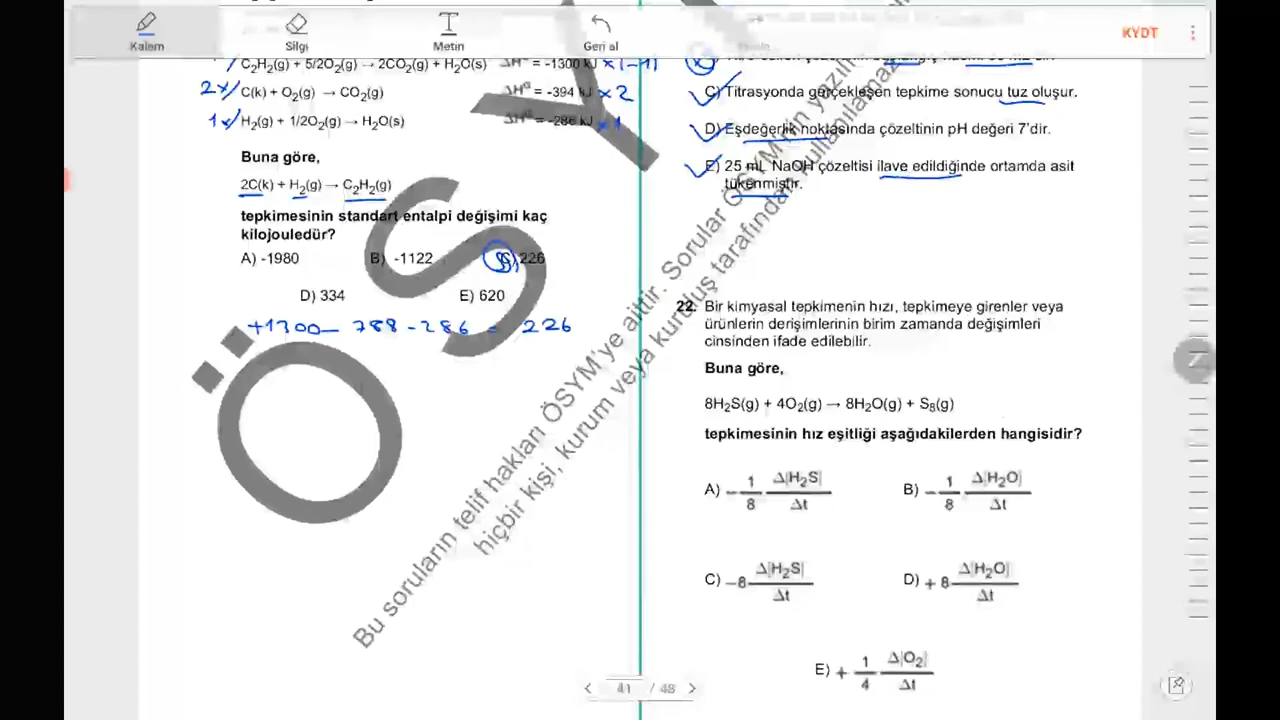 Kalem
Silgi
Metin
Geri al
KYDT
C₂H₂(g) + 5/2O₂(g) → 2CO₂(g) + H₂O(s) ΔH° = -1300 kJ x(-1)
2x C(k) + O₂(g) → CO₂(g) ΔH° = -394 kJ x2
1x H₂(g) + 1/2O₂(g) → H₂O(s) ΔH° = -286 kJ x1
Buna göre,
2C(k) + H₂(g) → C₂H₂(g)
tepkimesinin standart entalpi değişimi kaç
kilojouledür?
A) -1980 B) -1122 C) 226
D) 334 E) 620
+1300 - 788 - 286 = 226
C) Titrasyonda gerçekleşen tepkime sonucu tuz oluşur.
D) Eşdeğerlik noktasında çözeltinin pH değeri 7'dir.
E) 25 mL NaOH çözeltisi ilave edildiğinde ortamda asit
tükenmiştir.
22. Bir kimyasal tepkimenin hızı, tepkimeye girenler veya
ürünlerin derişimlerinin birim zamanda değişimleri
cinsinden ifade edilebilir.
Buna göre,
8H₂S(g) + 4O₂(g) → 8H₂O(g) + S₈(g)
tepkimesinin hız eşitliği aşağıdakilerden hangisidir?
A) - 1/8 Δ|H₂S|/Δt B) - 1/8 Δ|H₂O|/Δt
C) -8 Δ|H₂S|/Δt D) +8 Δ|H₂O|/Δt
E) + 1/4 Δ|O₂|/Δt
ÖSY
Bu soruların telif hakları ÖSYM'ye aittir. Sorular ÖSYM'nin yazılı
hiçbir kişi, kurum veya kuruluş tarafından kullanılamaz
< 41 / 48 >